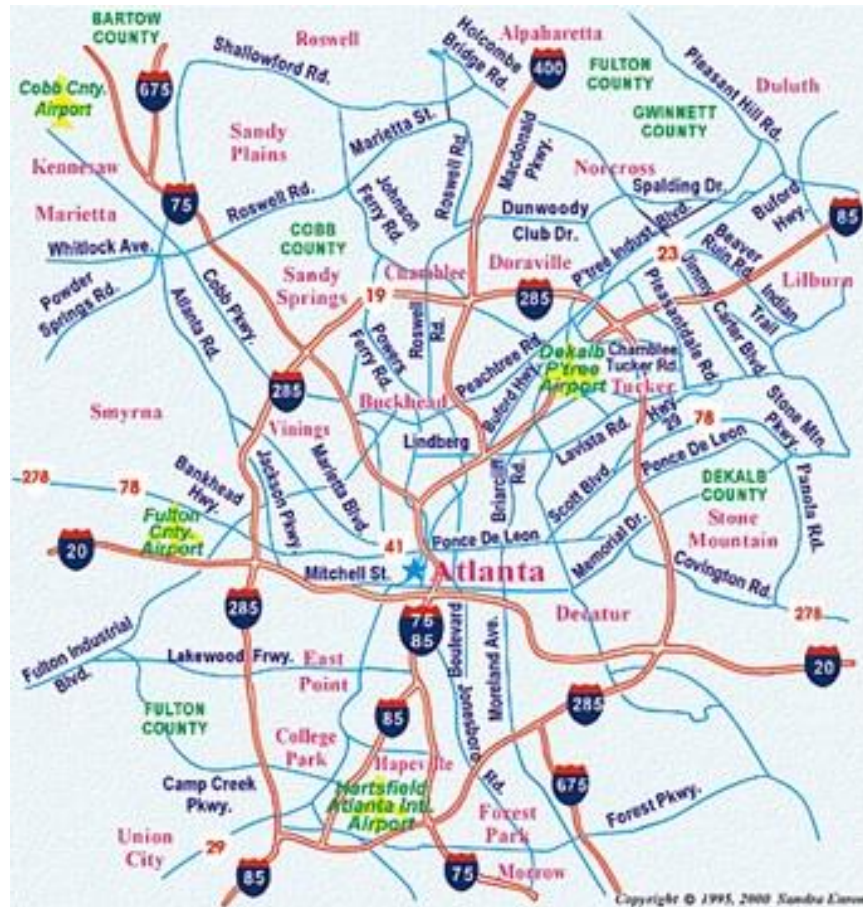 BARTOW
COUNTY
Roswell
Holcombe
Bridge Rd.
Alpaharetta
Shallowford Rd.
400
FULTON
COUNTY
Pleasant Hill Rd.
Duluth
675
Cobb Cnty.
Airport
Sandy
Plains
Marietta St.
Roswell Rd.
Macdonald
Pkwy.
GWINNETT
COUNTY
Norcross
Kennesaw
Johnson
Ferry Rd.
Spalding Dr.
75
Roswell Rd.
Dunwoody
Club Dr.
P'tree Indust. Blvd.
Buford
Hwy.
85
Marietta
Whitlock Ave.
COBB
COUNTY
23
Beaver
Ruin Rd.
Lilburn
Powder
Springs Rd.
Atlanta Rd.
Cobb Pkwy.
Sandy
Springs
Chamblee
Doraville
19
285
Pleasantdale Rd.
Jimmy
Carter Blvd.
Indian
Trail
Powers
Ferry Rd.
Roswell
Rd.
Peachtree Rd.
Buford Hwy.
Dekalb
P'tree
Airport
Chamblee
Tucker Rd.
Tucker
285
Smyrna
Vinings
Buckhead
Lindberg
Lavista Rd.
Hwy
29
78
Stone Mtn.
Pkwy.
278
78
Bankhead
Hwy.
Jackson Pkwy.
Marietta Blvd.
Briarcliff
Rd.
Scott Blvd.
Ponce De Leon
DEKALB
COUNTY
Panola Rd.
Fulton
Cnty.
Airport
20
41
Ponce De Leon
Memorial Dr.
Stone
Mountain
Mitchell St.
Atlanta
Covington Rd.
285
75
85
Boulevard
Moreland Ave.
Decatur
278
Fulton Industrial
Blvd.
Lakewood Frwy.
East
Point
20
FULTON
COUNTY
85
Jonesboro
Rd.
285
College
Park
Hapeville
675
Camp Creek
Pkwy.
Hartsfield
Atlanta Intl.
Airport
Forest
Park
Forest Pkwy.
Union
City
29
85
75
Morrow
Copyright © 1995, 2000 Sandra